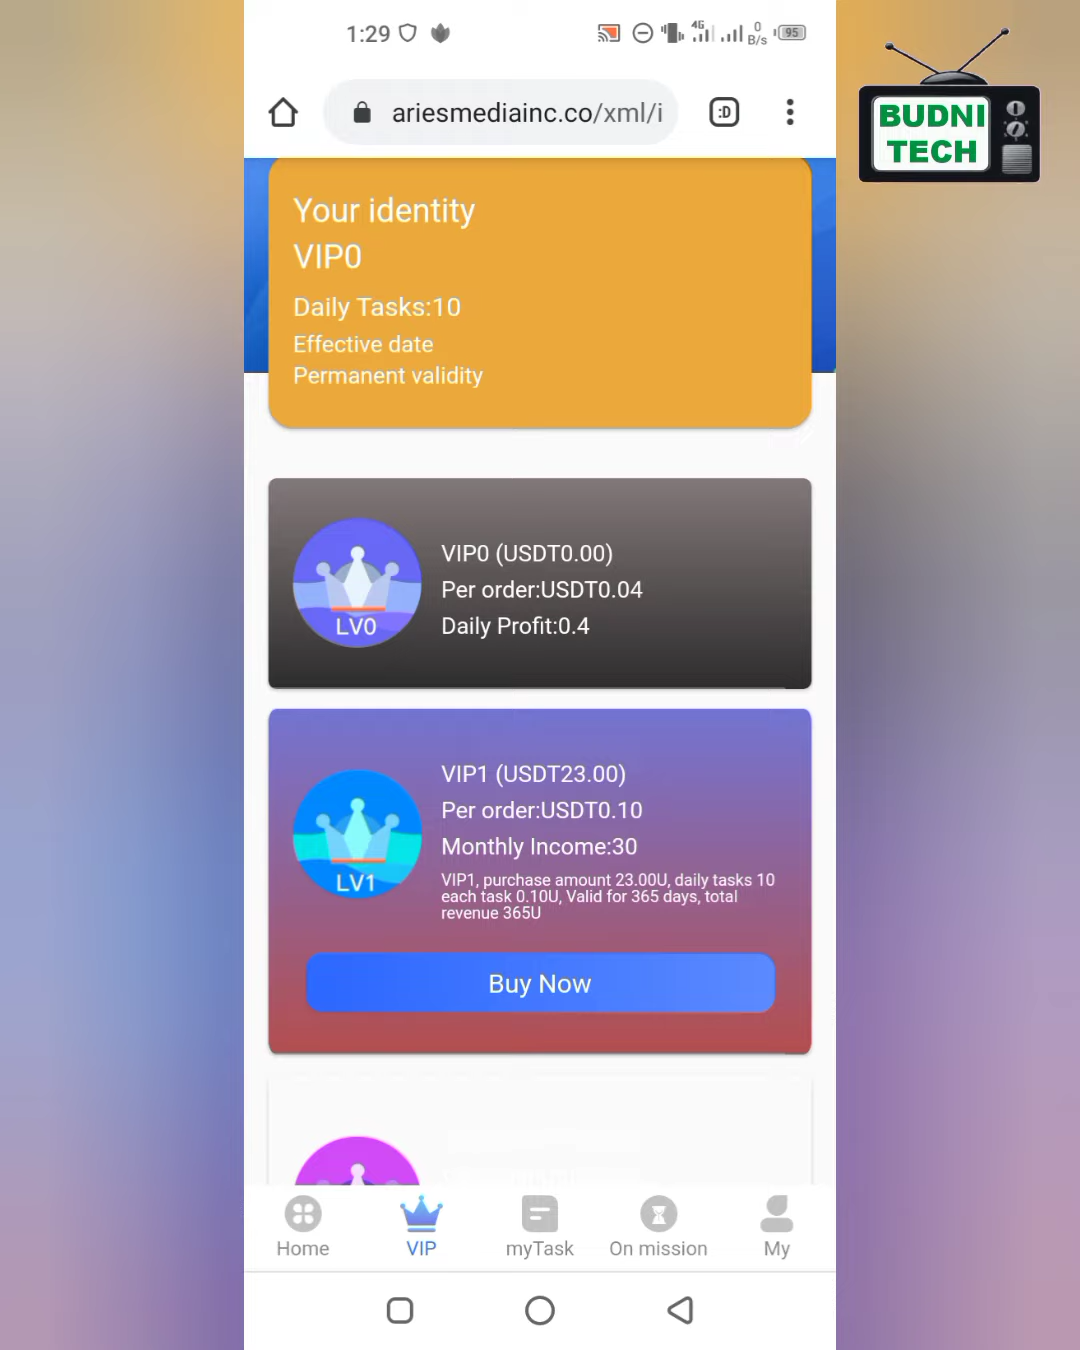 1:29
4G
0
B/s
95
ariesmediainc.co/xml/i
:D
BUDNI
TECH
Your identity
VIP0
Daily Tasks:10
Effective date
Permanent validity
LV0
VIP0 (USDT0.00)
Per order:USDT0.04
Daily Profit:0.4
LV1
VIP1 (USDT23.00)
Per order:USDT0.10
Monthly Income:30
VIP1, purchase amount 23.00U, daily tasks 10
each task 0.10U, Valid for 365 days, total
revenue 365U
Buy Now
Home
VIP
myTask
On mission
My